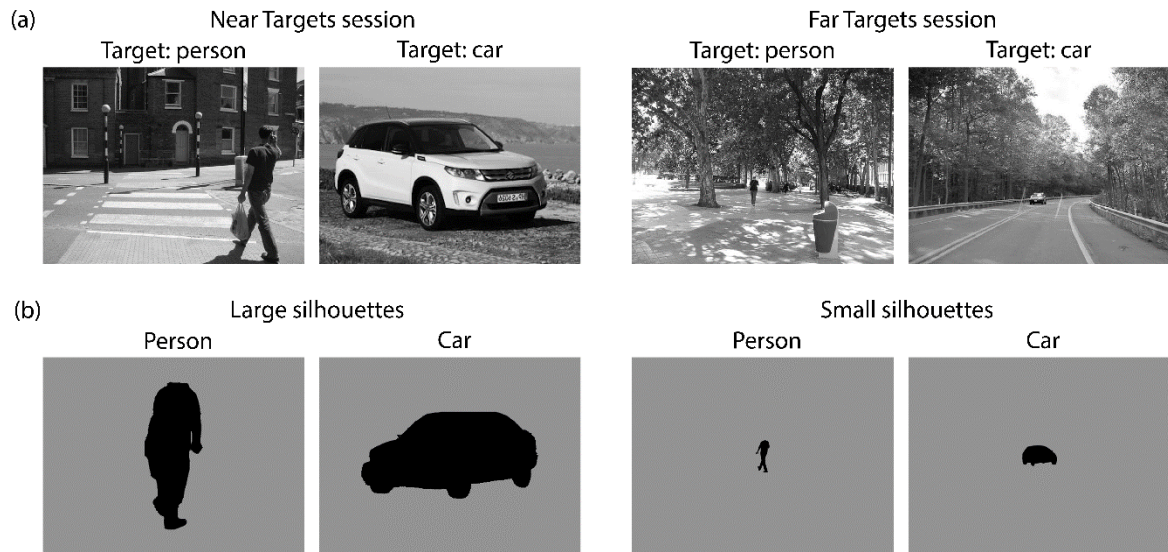 (a)
Near Targets session
Far Targets session
Target: person
Target: car
Target: person
Target: car
(b)
Large silhouettes
Small silhouettes
Person
Car
Person
Car